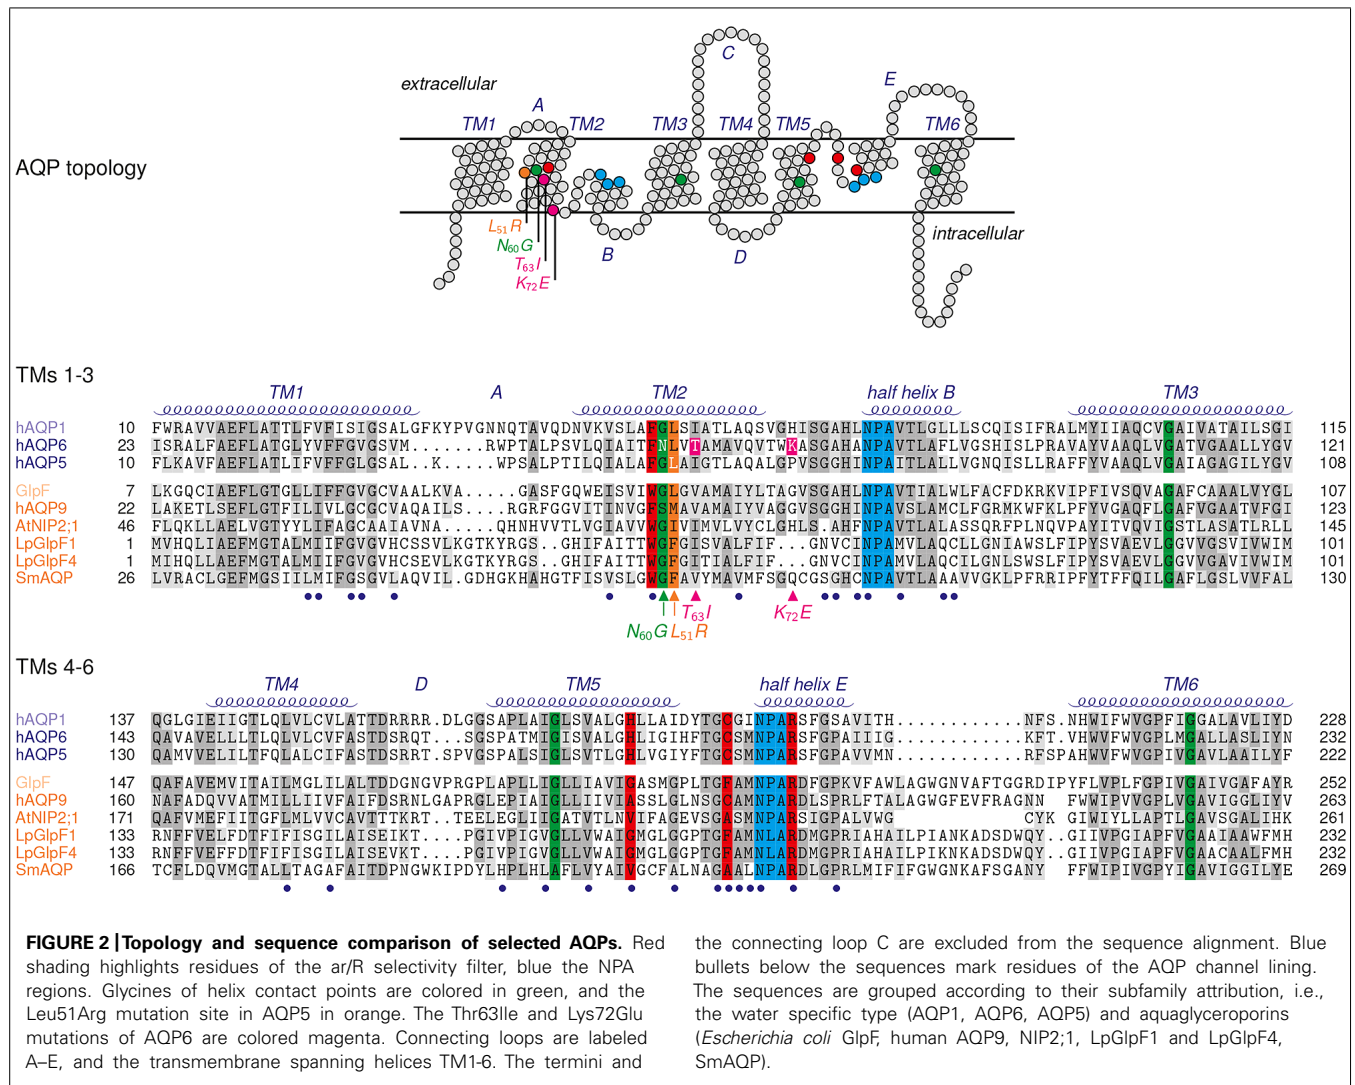 extracellular
C
E
A
TM1 TM2 TM3 TM4 TM5 TM6
AQP topology
L51R
N60G
T63I
K72E
B
D
intracellular
TMs 1-3
TM1 A TM2 half helix B TM3
hAQP1 10 FWRAVVAEFLATTLFVFISIGSALGFKYPVGNNQTAVQDNVKVSLAFGLSIATLAQSVGHISGAHLNPAVTLGLLLSCQISIFRALMYIIAQCVGAIVATAILSGI 115
hAQP6 23 ISRALFAEFLATGLYVFFGVGSVM........RWPTALPSVLQIAITFNLVTAMAVQVTWKASGAHANPAVTLAFLVGSHISLPRAVAYVAAQLVGATVGAALLYGV 121
hAQP5 10 FLKAVFAEFLATLIFVFFGLGSAL..K.....WPSALPTILQIALAFGLAIGTLAQALGPVSGGHINPAITLALLVGNQISLLRAFFYVAAQLVGAIAGAGILYGV 108
GlpF 7 LKGQCIAEFLGTGLLIFFGVGCVAALKVA.....GASFGQWEISVIWGLGVAMAIYLTAGVSGAHLNPAVTIALWLFACFDKRKVIPFIVSQVAGAFCAAALVYGL 107
hAQP9 22 LAKETLSEFLGTFILIVLGCGCVAQAILS.....RGRFGGVITINVGFSMAVAMAIYVAGGVSGGHINPAVSLAMCLFGRMKWFKLPFYVGAQFLGAFVGAATVFGI 123
AtNIP2;1 46 FLQKLLAELVGTYYLIFAGCAAIAVNA......QHNHVVTLVGIAVVWGIVIMVLVYCLGHLS.AHFNPAVTLALASSQRFPLNQVPAYITVQVIGSTLASATLRLL 145
LpGlpF1 1 MVHQLIAEFMGTALMIIFGVGVHCSSVLKGTKYRGS..GHIFAITTWGFGISVALFIF...GNVCINPAMVLAQCLLGNIAWSLFIPYSVAEVLGGVVGSVIVWIM 101
LpGlpF4 1 MIHQLLAEFMGTALMIIFGVGVHCSEVLKGTKYRGS..GHIFAITTWGFGITIALFIF...GNVCINPAMVLAQCILGNLSWSLFIPYSVAEVLGGVVGSVIVWIM 101
SmAQP 26 LVRACLGEFMGSIILMIFGSGVLAQVIL.GDHGKHAHGTFISVSLGWGFAVYMAVMFSGQCGSGHCNPAVTLAAAVVGKLPFRRIPFYTFFQILGAFLGSLVVFAL 130
T63I K72E
N60G L51R
TMs 4-6
TM4 D TM5 half helix E TM6
hAQP1 137 QGLGIEIIGTLQLVLCVLATTDRRRR.DLGGSAPLAIGLSVALGHLLAIDYTGCGINPARSFGSAVITH............NFS.NHWIFWVGPFIGGALAVLIYD 228
hAQP6 143 QAVAVELLLTLQLVLCVFASTDSRQT...SGSPATMIGISVALGHLIGIHFTGCSMNPARSFGPAIIIG............KFT.VHWVFWVGPLMGALLASLIYN 232
hAQP5 130 QAMVVELILTFQLALCIFASTDSRRT.SPVGSPALSIGLSVTLGHLVGIYFTGCSMNPARSFGPAVVMN............RFSPAHWVFWVGPIVGAVLAAILYF 222
GlpF 147 QAFAVEMVITAILMGLILALTDDGNGVPRGPLAPLLIGLLIAVIGASMGPLTGFAMNPARDFGPKVFAWLAGWGNVAFTGGRDIPYFLVPLFGPIVGAIVGAFAYR 252
hAQP9 160 NAFADQVVATMILLIIVFAIFDSRNLGAPRGLEPIAIGLLIIVIASSLGLNSGCAMNPARDLSPRLFTALAGWGFEVFRAGNN FWWIPVVGPLVGAVIGGLIYV 263
AtNIP2;1 171 QAFVMEFIITGFLMLVVCAVTTTKRT..TEELEGLIIGATVTLNVIFAGEVSGASMNPARSIGPALVWG CYK GIWIYLLAPTLGAVSGALIHK 261
LpGlpF1 133 RNFFVELFDTFIFISGILAISEIKT....PGIVPIGVGLLVWAIGMGLGGPTGFAMNLARDMGPRIAHAILPIANKADSDWQY..GIIVPGIAPFVGAAIAAWFMH 232
LpGlpF4 133 RNFFVEFFDTFIFISGILAISEVKT....PGIVPIGVGLLVWAIGMGLGGPTGFAMNLARDMGPRIAHAILPIKNKADSDWQY..GIIVPGIAPFVGAACAALFMH 232
SmAQP 166 TCFLDQVMGTALLTAGAFAITDPNGWKIPDYLHPLHLAFLVYAIVGCFALNAGAALNPARDLGPRLMIFIFGWGNKAFSGANY FFWIPIVGPYIGAVIGGILYE 269
FIGURE 2 | Topology and sequence comparison of selected AQPs. Red
shading highlights residues of the ar/R selectivity filter, blue the NPA
regions. Glycines of helix contact points are colored in green, and the
Leu51Arg mutation site in AQP5 in orange. The Thr63Ile and Lys72Glu
mutations of AQP6 are colored magenta. Connecting loops are labeled
A–E, and the transmembrane spanning helices TM1-6. The termini and
the connecting loop C are excluded from the sequence alignment. Blue
bullets below the sequences mark residues of the AQP channel lining.
The sequences are grouped according to their subfamily attribution, i.e.,
the water specific type (AQP1, AQP6, AQP5) and aquaglyceroporins
(Escherichia coli GlpF, human AQP9, NIP2;1, LpGlpF1 and LpGlpF4,
SmAQP).